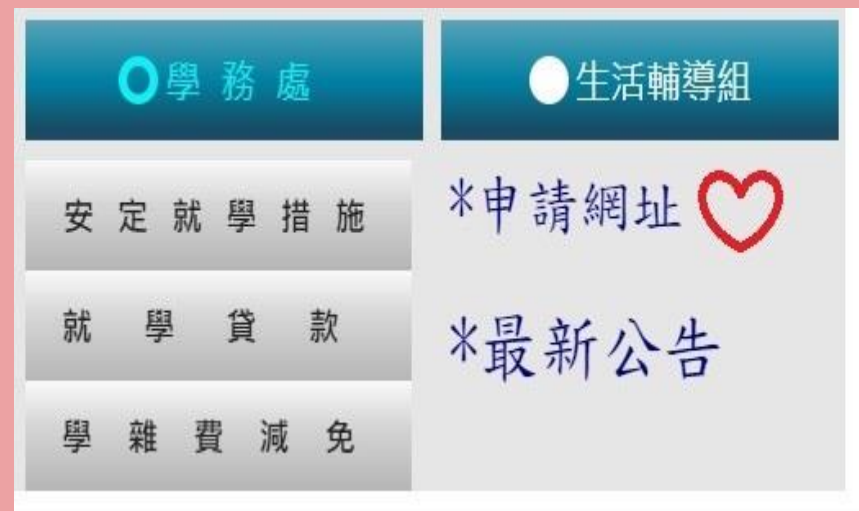 學務處
生活輔導組
安定就學措施
*申請網址
就學貸款
*最新公告
學雜費減免